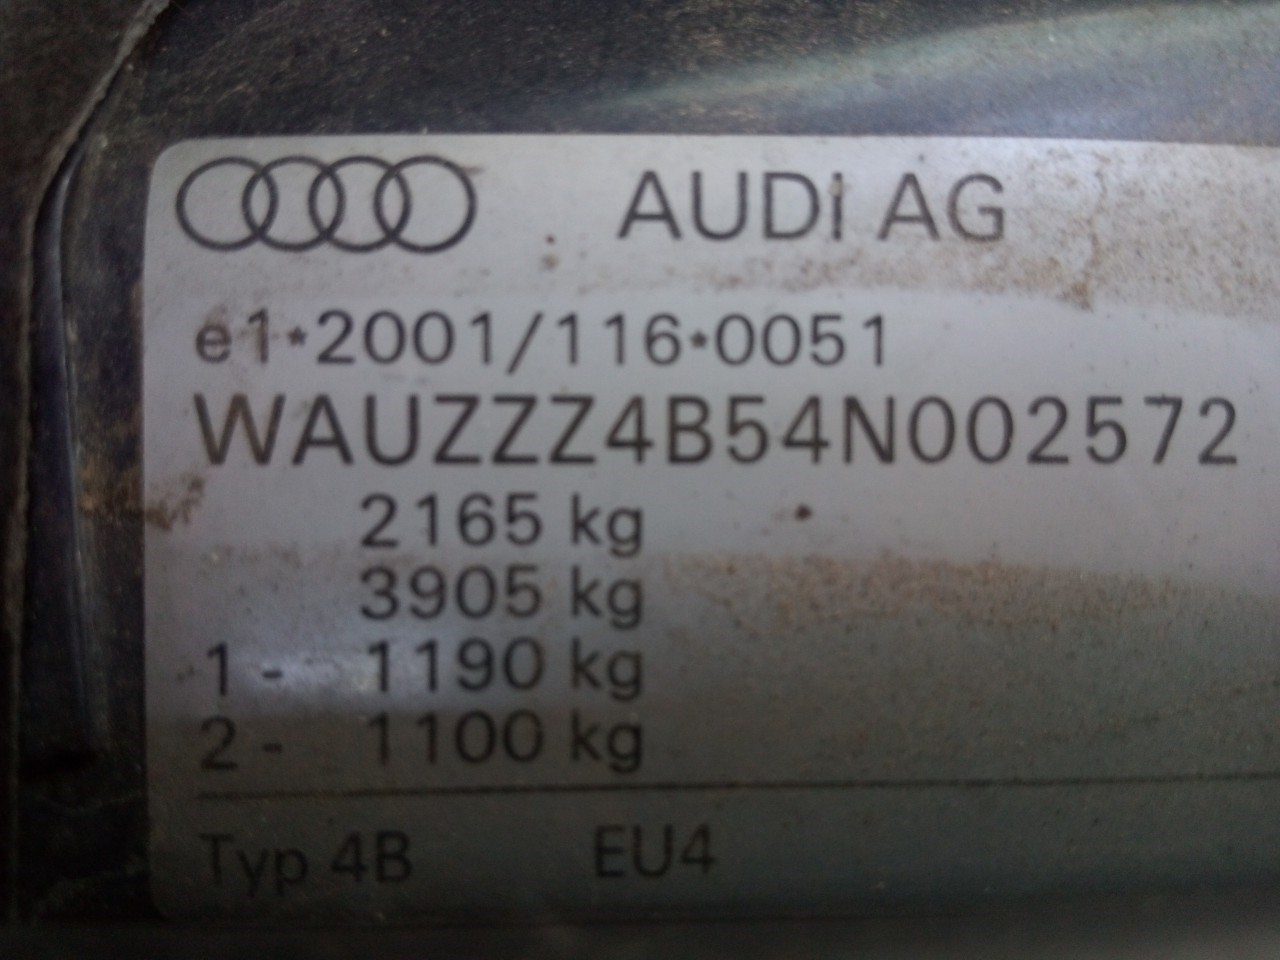 AUDI AG
e1*2001/116*0051
WAUZZZ4B54N002572
2165 kg
3905 kg
1- 1190 kg
2- 1100 kg
Typ 4B EU4